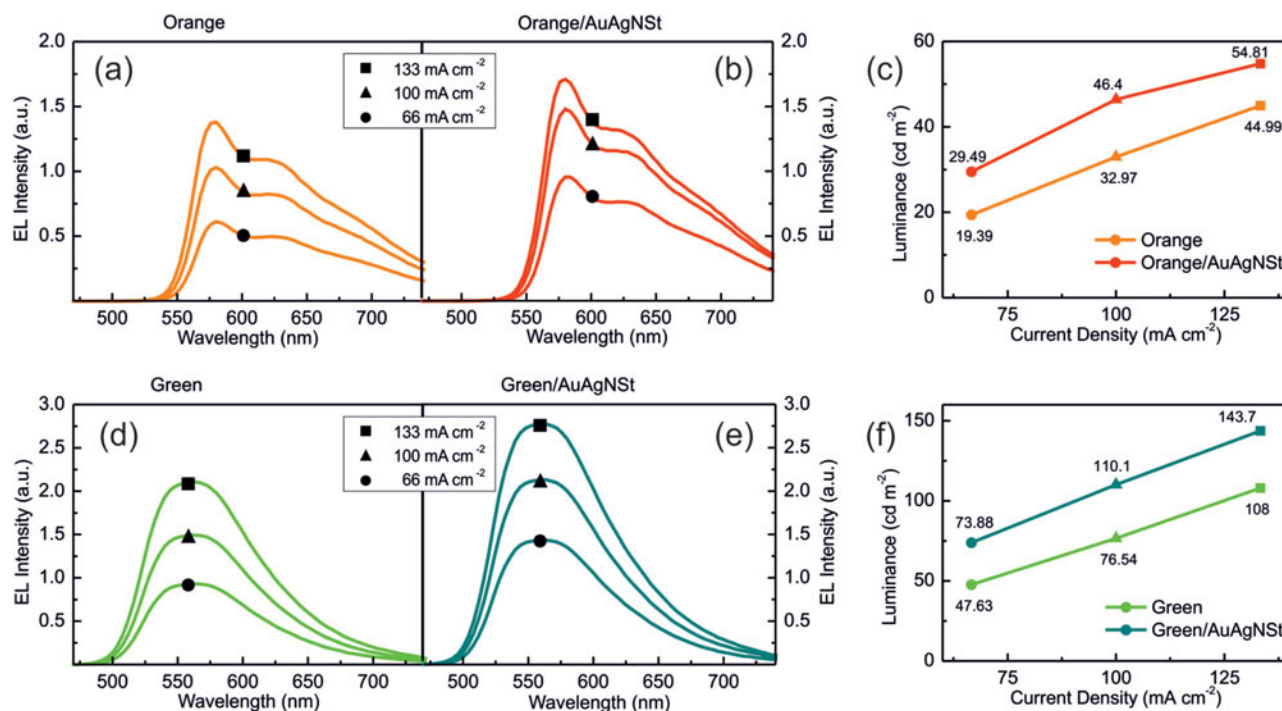 Orange
Orange/AuAgNSt
(a)
2.0
1.5
1.0
0.5
EL Intensity (a.u.)
500 550 600 650 700
Wavelength (nm)
133 mA cm-2
100 mA cm-2
66 mA cm-2
(b)
2.0
1.5
1.0
0.5
EL Intensity (a.u.)
500 550 600 650 700
Wavelength (nm)
(c)
60
40
20
0
Luminance (cd m-2)
54.81
46.4
44.99
29.49
32.97
19.39
Orange
Orange/AuAgNSt
75 100 125
Current Density (mA cm-2)
Green
Green/AuAgNSt
(d)
3.0
2.5
2.0
1.5
1.0
0.5
EL Intensity (a.u.)
500 550 600 650 700
Wavelength (nm)
133 mA cm-2
100 mA cm-2
66 mA cm-2
(e)
3.0
2.5
2.0
1.5
1.0
0.5
EL Intensity (a.u.)
500 550 600 650 700
Wavelength (nm)
(f)
150
100
50
0
Luminance (cd m-2)
143.7
110.1
108
73.88
76.54
47.63
Green
Green/AuAgNSt
75 100 125
Current Density (mA cm-2)